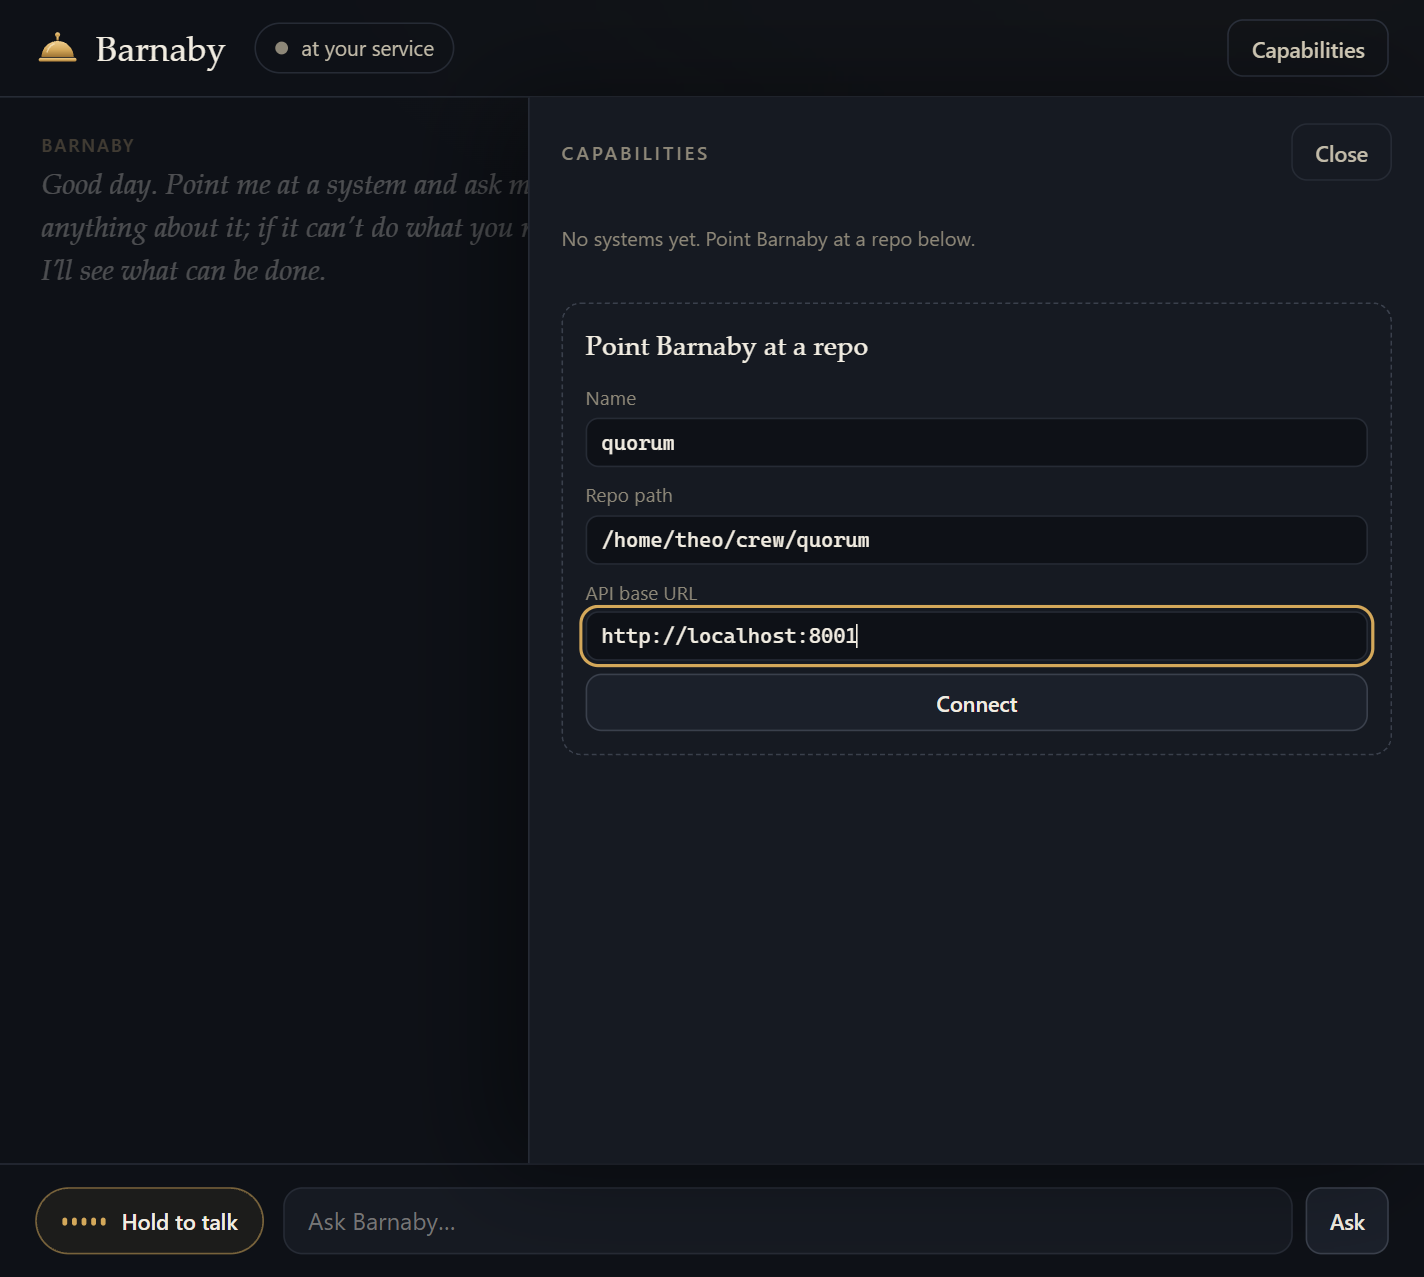 Barnaby
at your service
Capabilities
BARNABY
Good day. Point me at a system and ask
anything about it; if it can’t do what you
I’ll see what can be done.
CAPABILITIES
Close
No systems yet. Point Barnaby at a repo below.
Point Barnaby at a repo
Name
quorum
Repo path
/home/theo/crew/quorum
API base URL
http://localhost:8001
Connect
Hold to talk
Ask Barnaby…
Ask